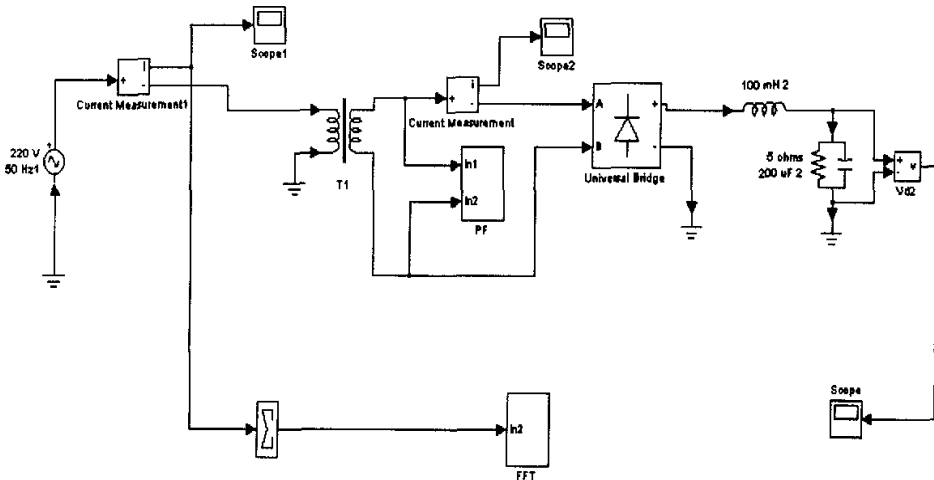 Scope1
Scope2
i
+
-
Current Measurement1
220 V
50 Hz1
T1
i
+
-
Current Measurement
In1
In2
PF
A
B
+
-
Universal Bridge
100 mH 2
5 ohms
200 uF 2
+
-
v
Vd2
Scope
In2
FFT